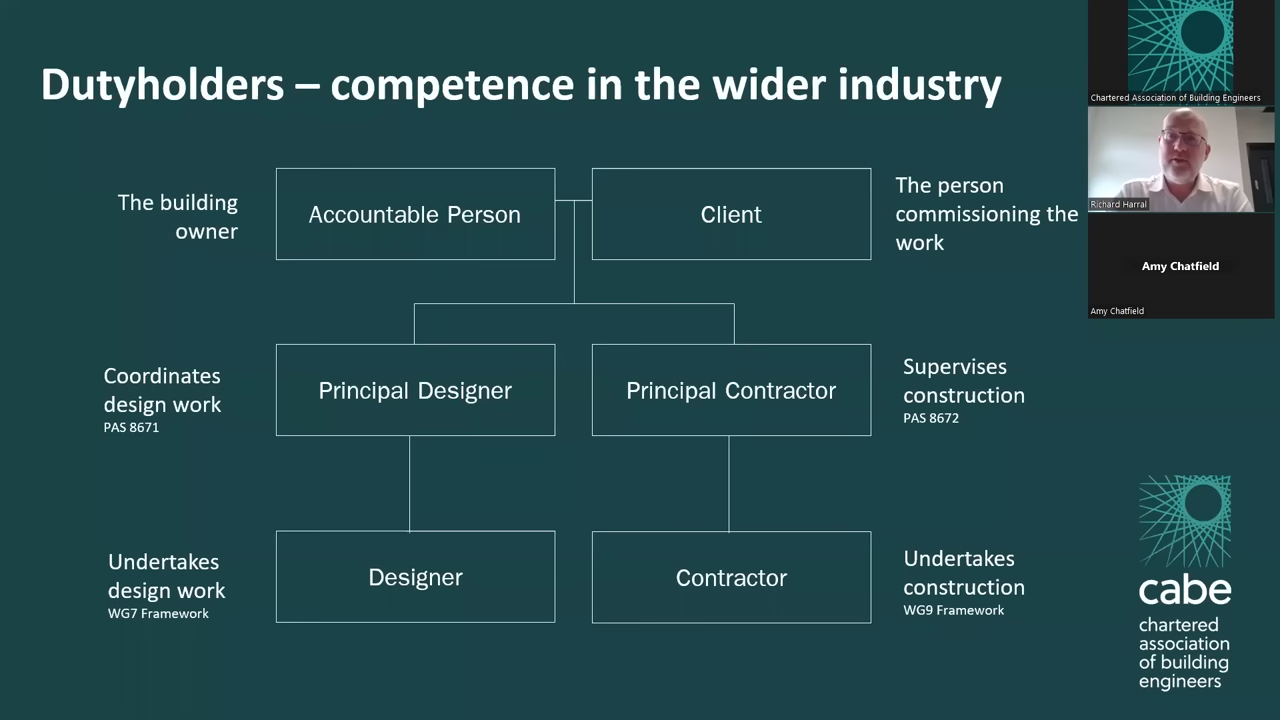 Dutyholders – competence in the wider industry
The building
owner
Accountable Person
Client
The person
commissioning the
work
Coordinates
design work
PAS 8671
Principal Designer
Principal Contractor
Supervises
construction
PAS 8672
Undertakes
design work
WG7 Framework
Designer
Contractor
Undertakes
construction
WG9 Framework
Chartered Association of Building Engineers
Richard Harral
Amy Chatfield
Amy Chatfield
cabe
chartered
association
of building
engineers